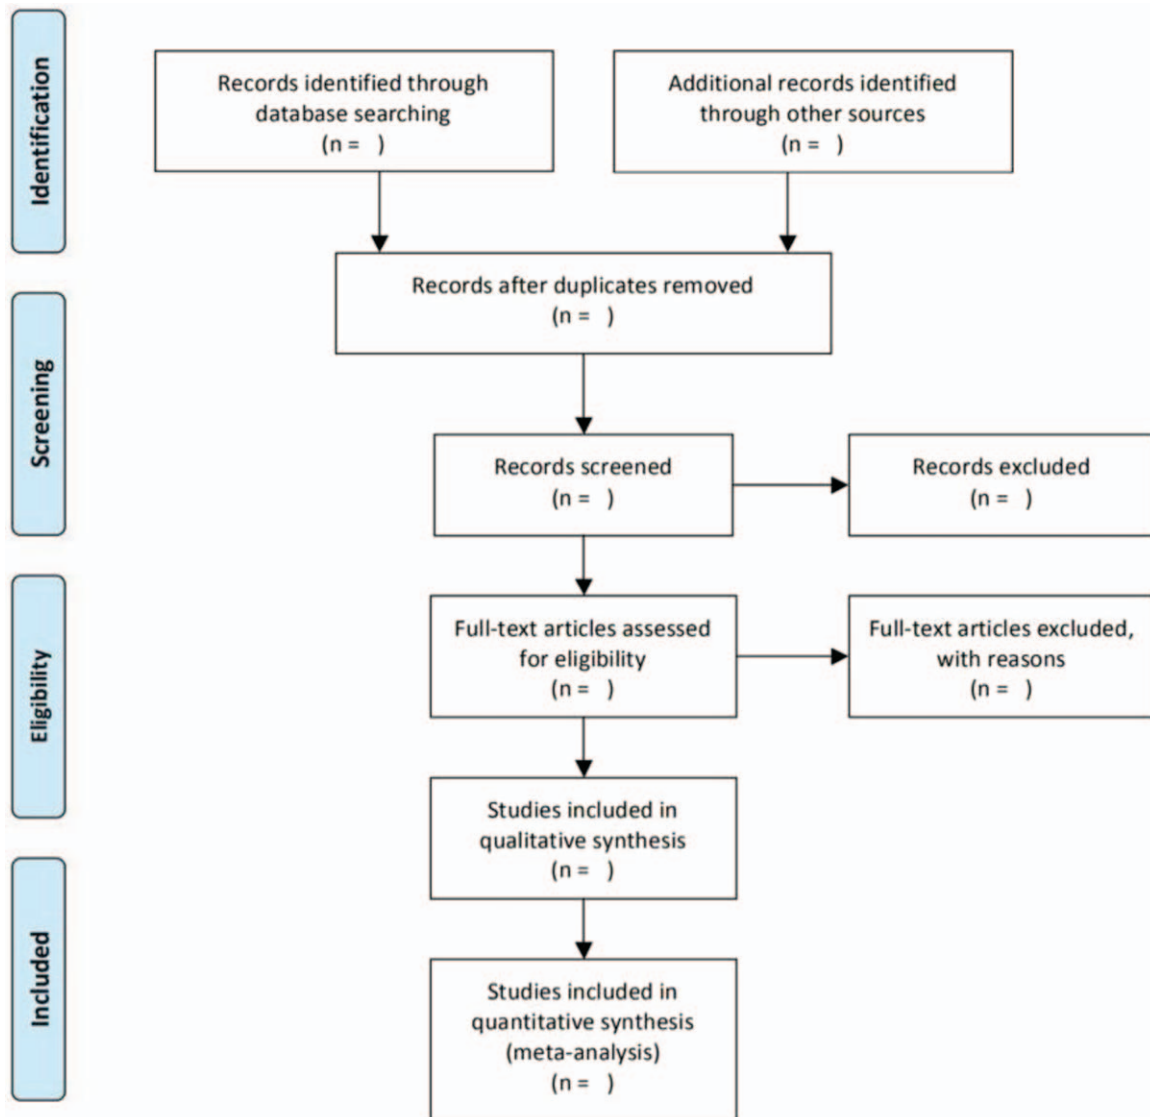 Identification
Records identified through
database searching
(n =   )
Additional records identified
through other sources
(n =   )
Records after duplicates removed
(n =   )
Screening
Records screened
(n =   )
Records excluded
(n =   )
Eligibility
Full-text articles assessed
for eligibility
(n =   )
Full-text articles excluded,
with reasons
(n =   )
Studies included in
qualitative synthesis
(n =   )
Included
Studies included in
quantitative synthesis
(meta-analysis)
(n =   )